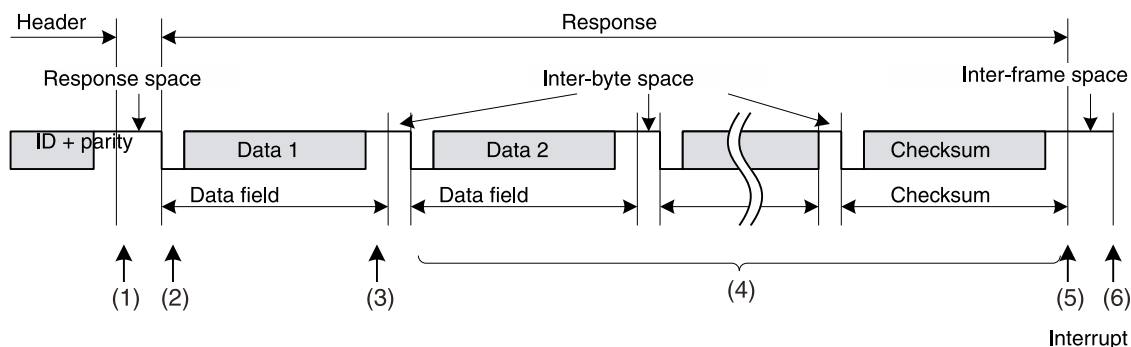 Header
Response
Response space
Inter-byte space
Inter-frame space
ID + parity
Data 1
Data 2
Checksum
Data field
Data field
Checksum
(1)
(2)
(3)
(4)
(5)
(6)
Interrupt